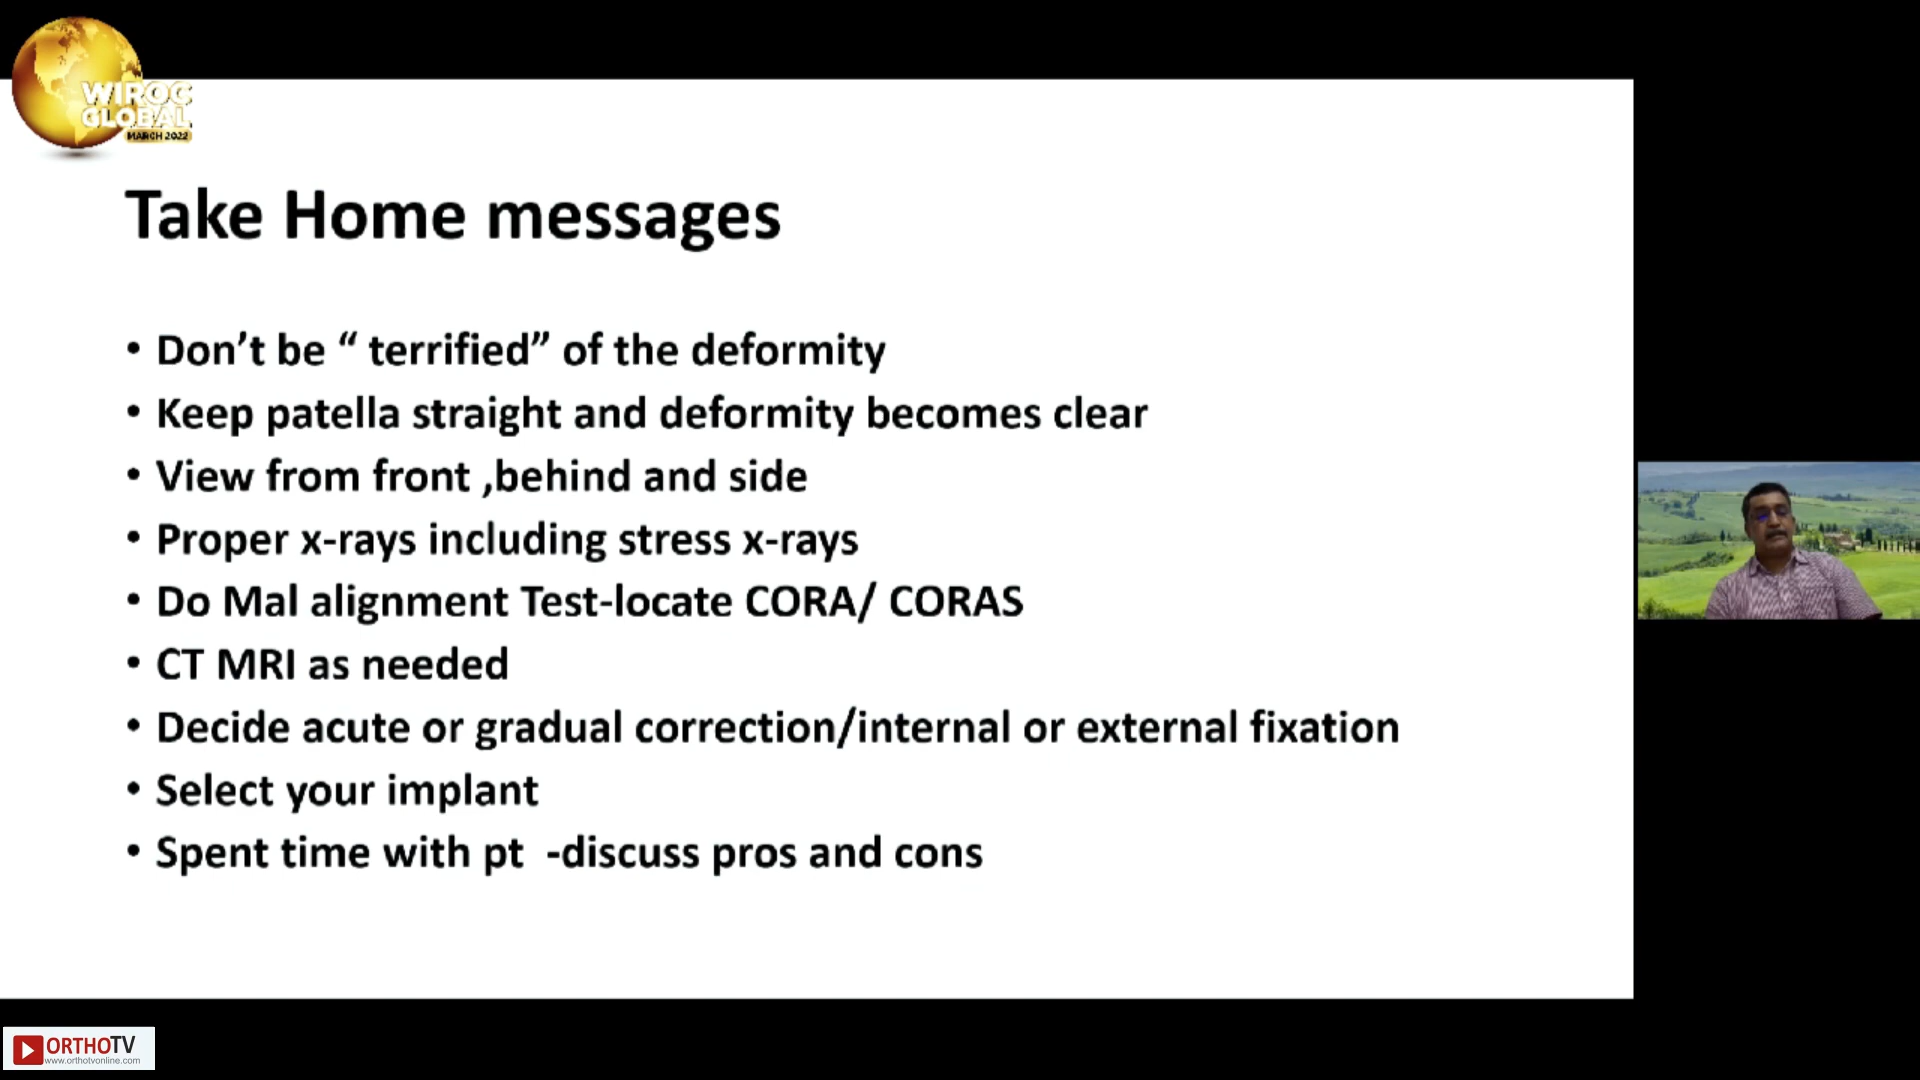 WIROC
GLOBAL
MARCH 2022
Take Home messages
• Don’t be “ terrified” of the deformity
• Keep patella straight and deformity becomes clear
• View from front ,behind and side
• Proper x-rays including stress x-rays
• Do Mal alignment Test-locate CORA/ CORAS
• CT MRI as needed
• Decide acute or gradual correction/internal or external fixation
• Select your implant
• Spent time with pt  -discuss pros and cons
ORTHOTV
www.orthotvonline.com